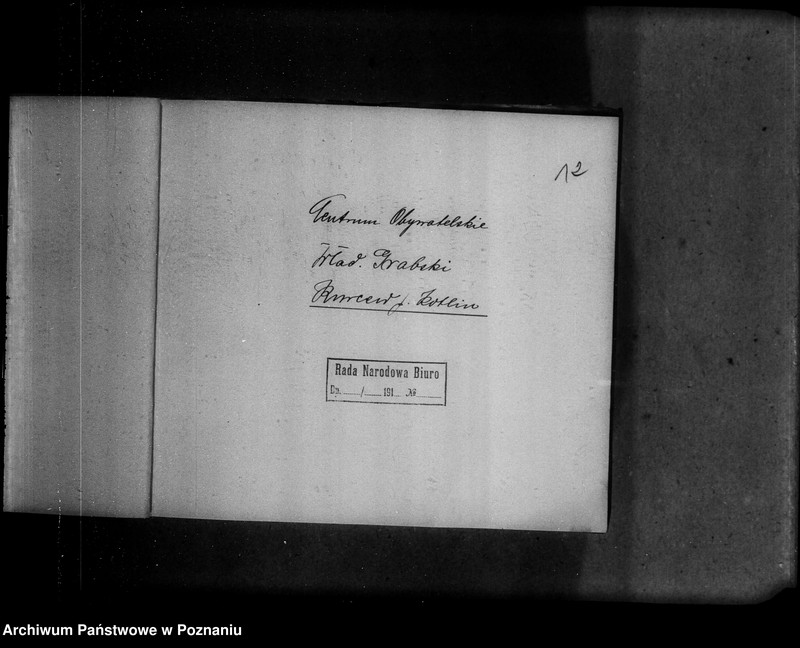 12
Centrum Obywatelskie
Wład. Grabski
Kurcew p. Kotlin
Rada Narodowa Biuro
Dn. / 191 №
Archiwum Państwowe w Poznaniu